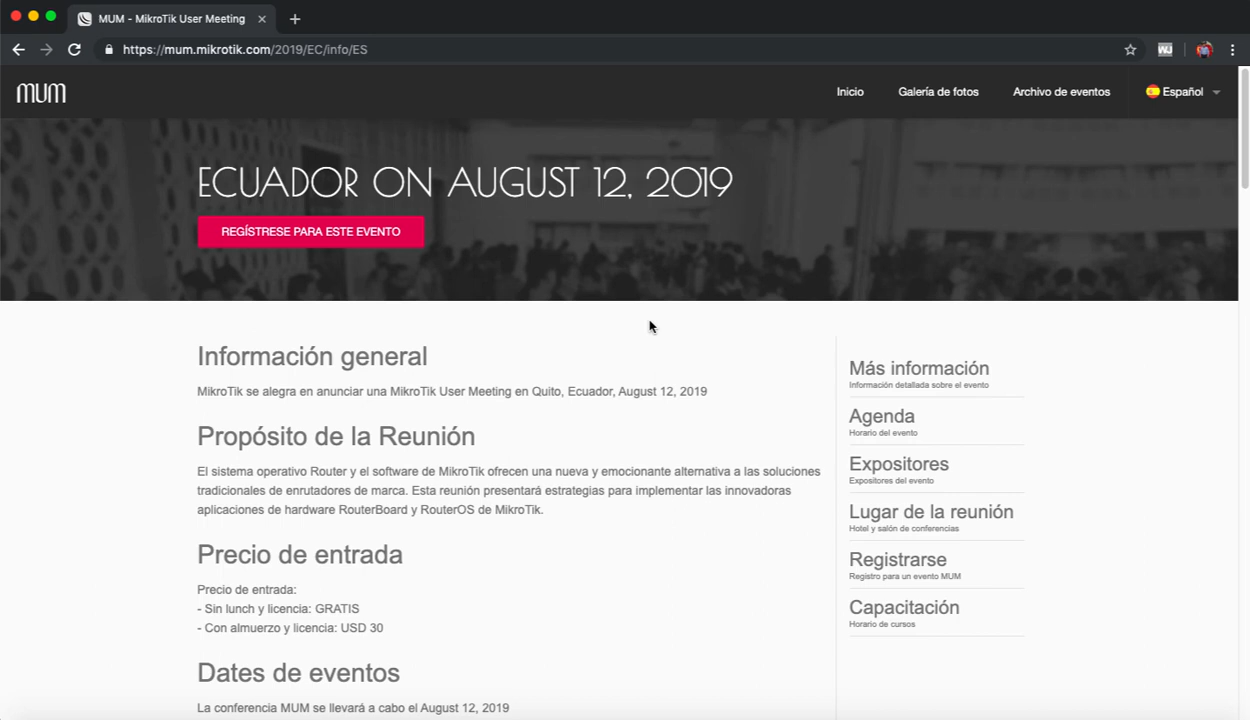 MUM - MikroTik User Meeting
https://mum.mikrotik.com/2019/EC/info/ES
MUM
Inicio
Galería de fotos
Archivo de eventos
Español
ECUADOR ON AUGUST 12, 2019
REGÍSTRESE PARA ESTE EVENTO
Información general
MikroTik se alegra en anunciar una MikroTik User Meeting en Quito, Ecuador, August 12, 2019
Propósito de la Reunión
El sistema operativo Router y el software de MikroTik ofrecen una nueva y emocionante alternativa a las soluciones
tradicionales de enrutadores de marca. Esta reunión presentará estrategias para implementar las innovadoras
aplicaciones de hardware RouterBoard y RouterOS de MikroTik.
Precio de entrada
Precio de entrada:
- Sin lunch y licencia: GRATIS
- Con almuerzo y licencia: USD 30
Dates de eventos
La conferencia MUM se llevará a cabo el August 12, 2019
Más información
Información detallada sobre el evento
Agenda
Horario del evento
Expositores
Expositores del evento
Lugar de la reunión
Hotel y salón de conferencias
Registrarse
Registro para un evento MUM
Capacitación
Horario de cursos